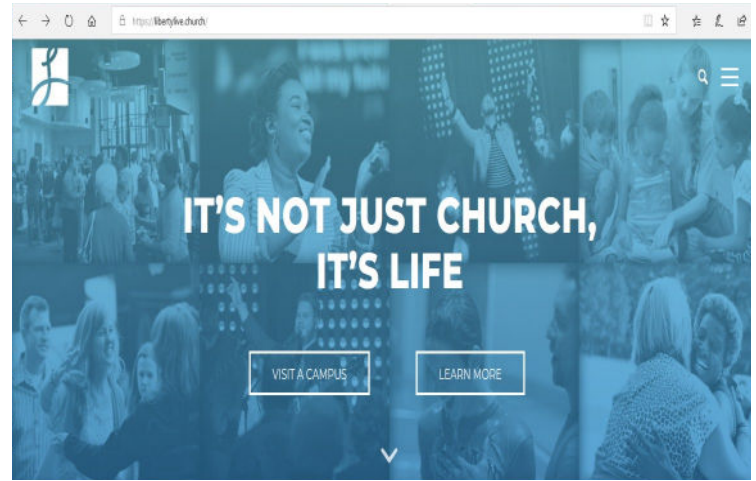 https://libertylive.church/
IT'S NOT JUST CHURCH,
IT'S LIFE
VISIT A CAMPUS
LEARN MORE